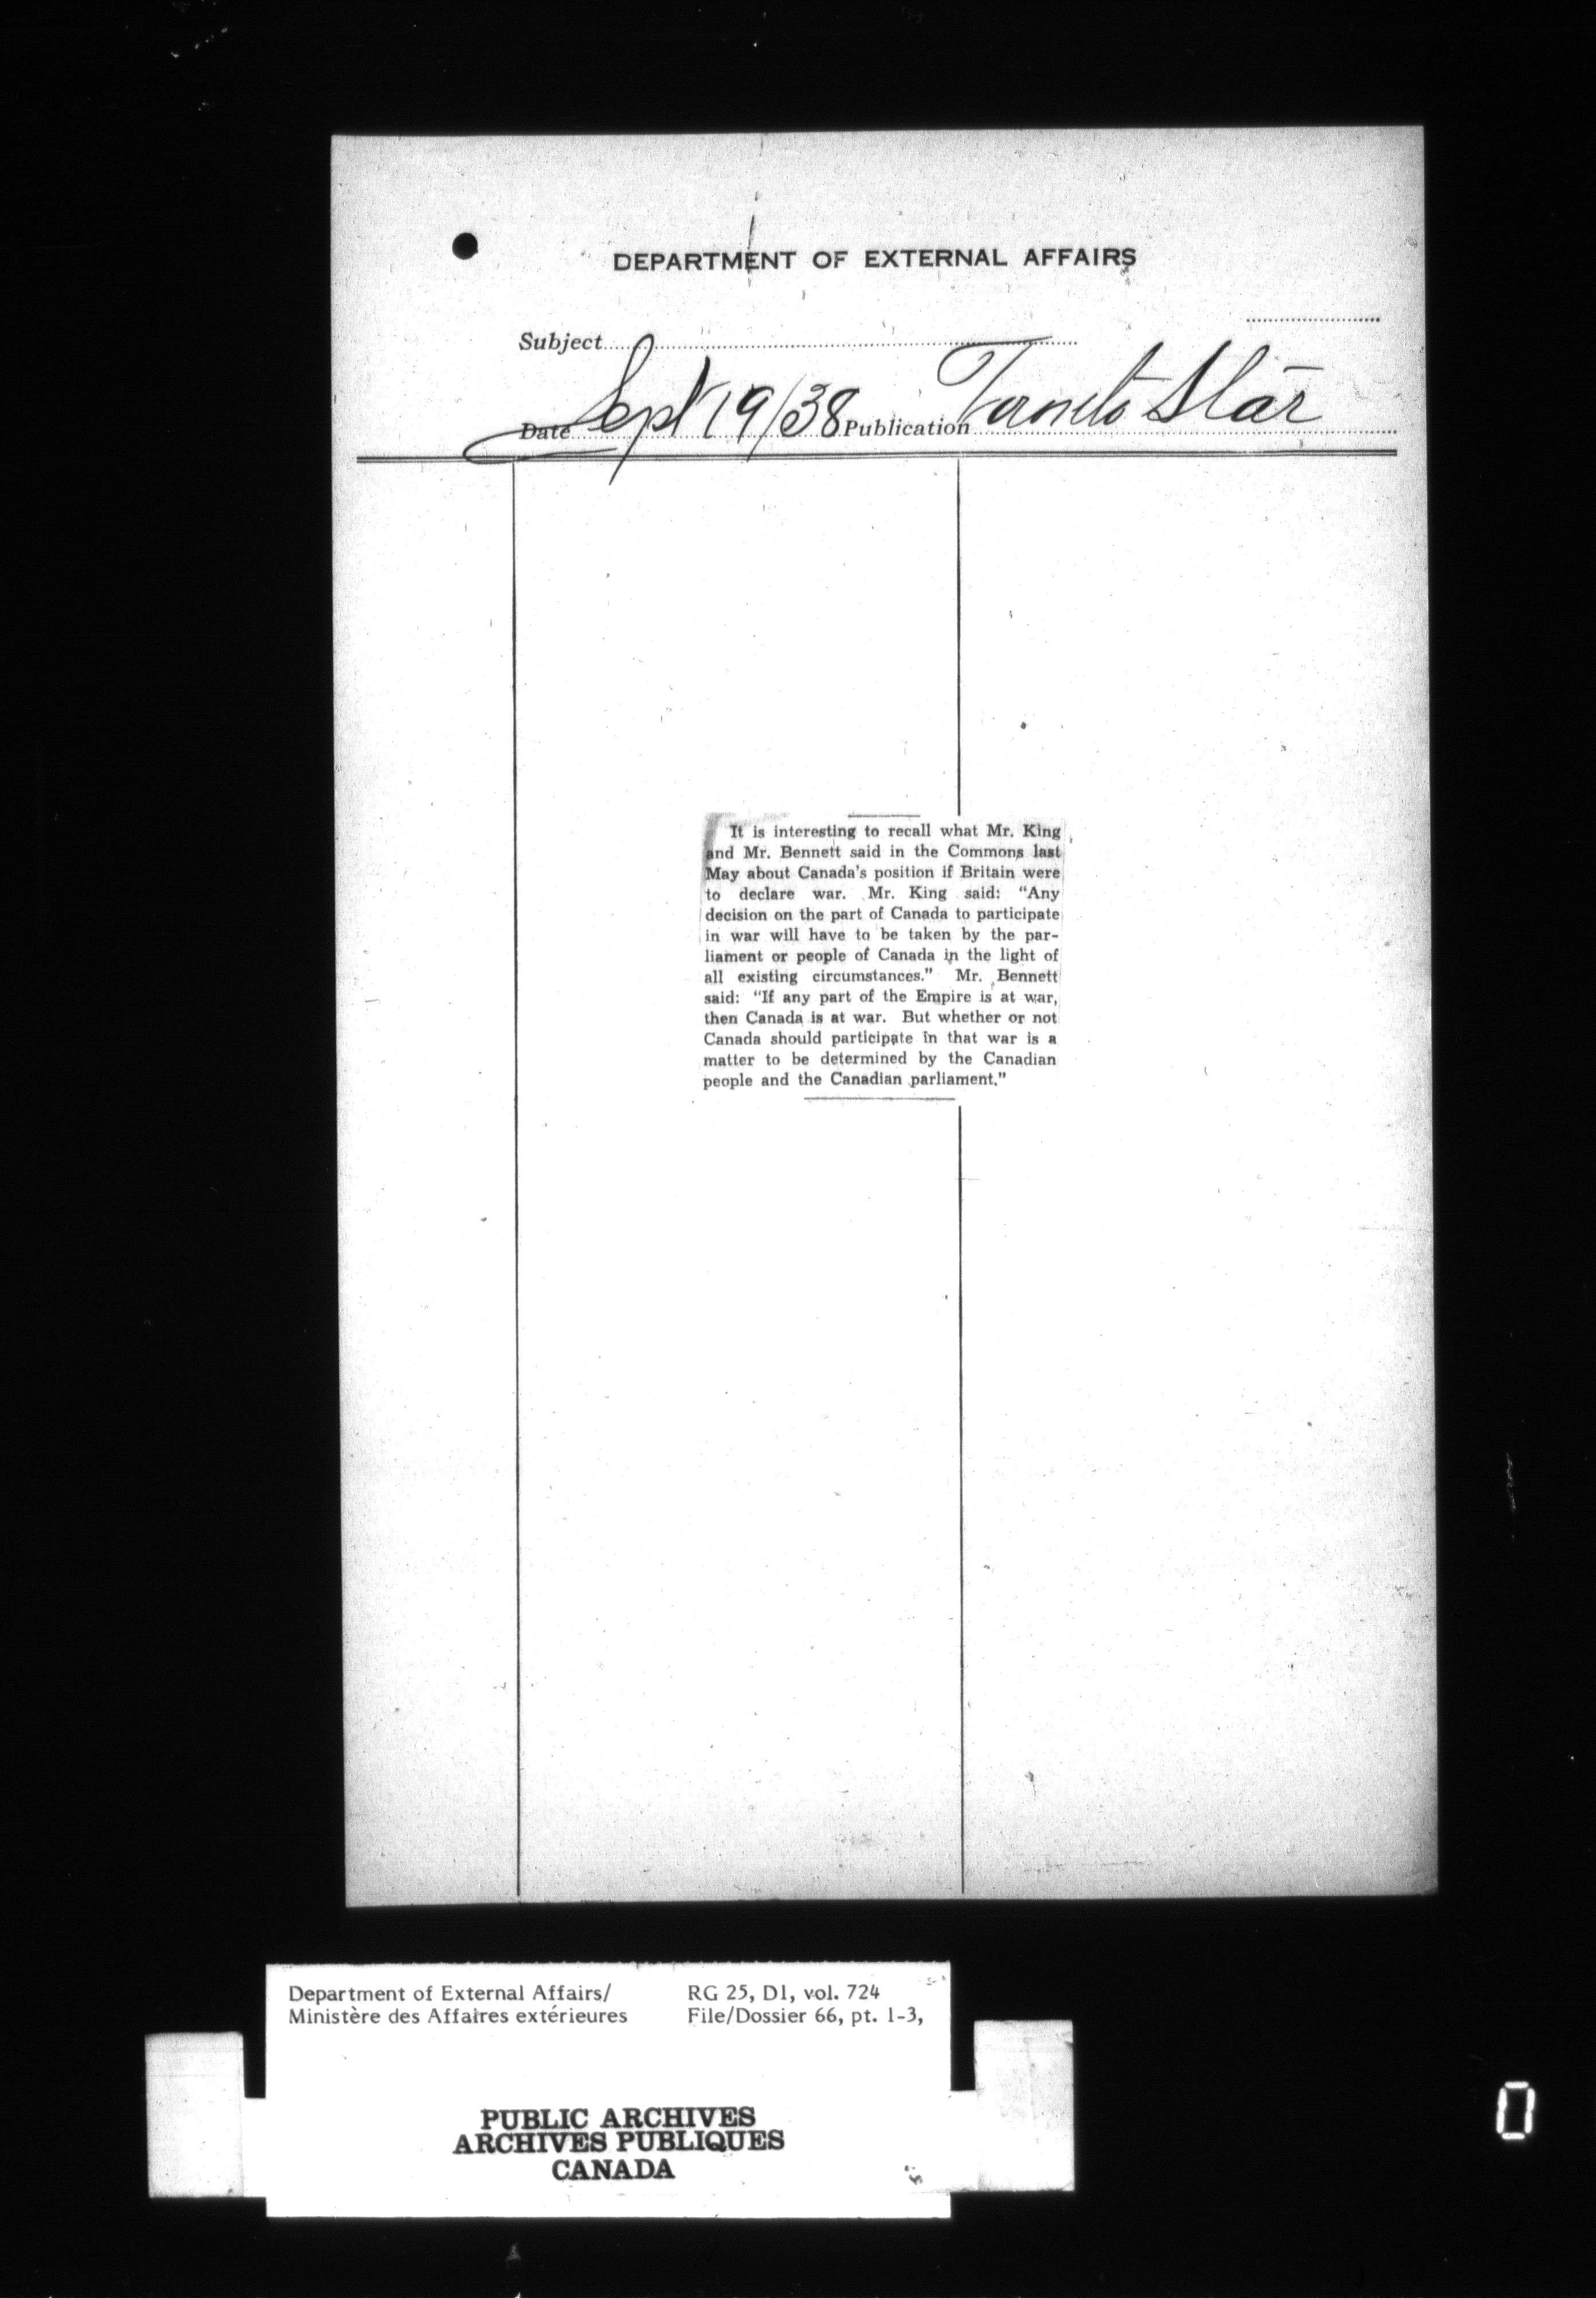 DEPARTMENT OF EXTERNAL AFFAIRS
Subject
Date Sept 19/38 Publication Toronto Star
It is interesting to recall what Mr. King
and Mr. Bennett said in the Commons last
May about Canada's position if Britain were
to declare war. Mr. King said: "Any
decision on the part of Canada to participate
in war will have to be taken by the par-
liament or people of Canada in the light of
all existing circumstances." Mr. Bennett
said: "If any part of the Empire is at war,
then Canada is at war. But whether or not
Canada should participate in that war is a
matter to be determined by the Canadian
people and the Canadian parliament."
Department of External Affairs/ RG 25, D1, vol. 724
Ministère des Affaires extérieures File/Dossier 66, pt. 1-3,
PUBLIC ARCHIVES
ARCHIVES PUBLIQUES
CANADA
0